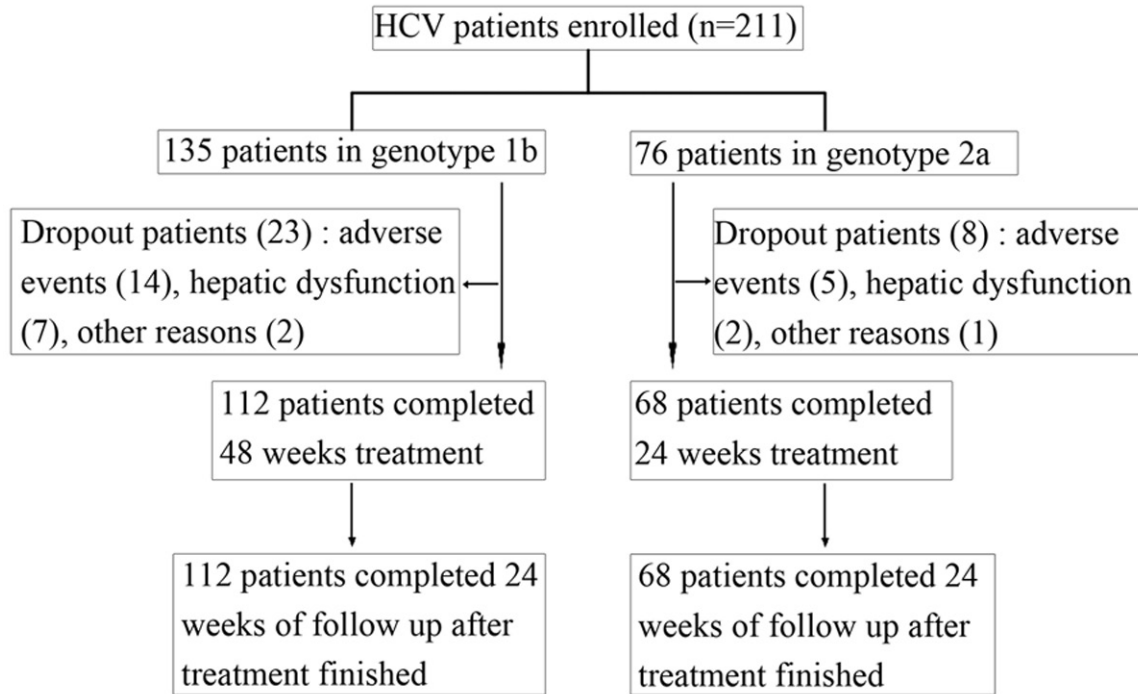 HCV patients enrolled (n=211)
135 patients in genotype 1b
76 patients in genotype 2a
Dropout patients (23) : adverse
events (14), hepatic dysfunction
(7), other reasons (2)
Dropout patients (8) : adverse
events (5), hepatic dysfunction
(2), other reasons (1)
112 patients completed
48 weeks treatment
68 patients completed
24 weeks treatment
112 patients completed 24
weeks of follow up after
treatment finished
68 patients completed 24
weeks of follow up after
treatment finished